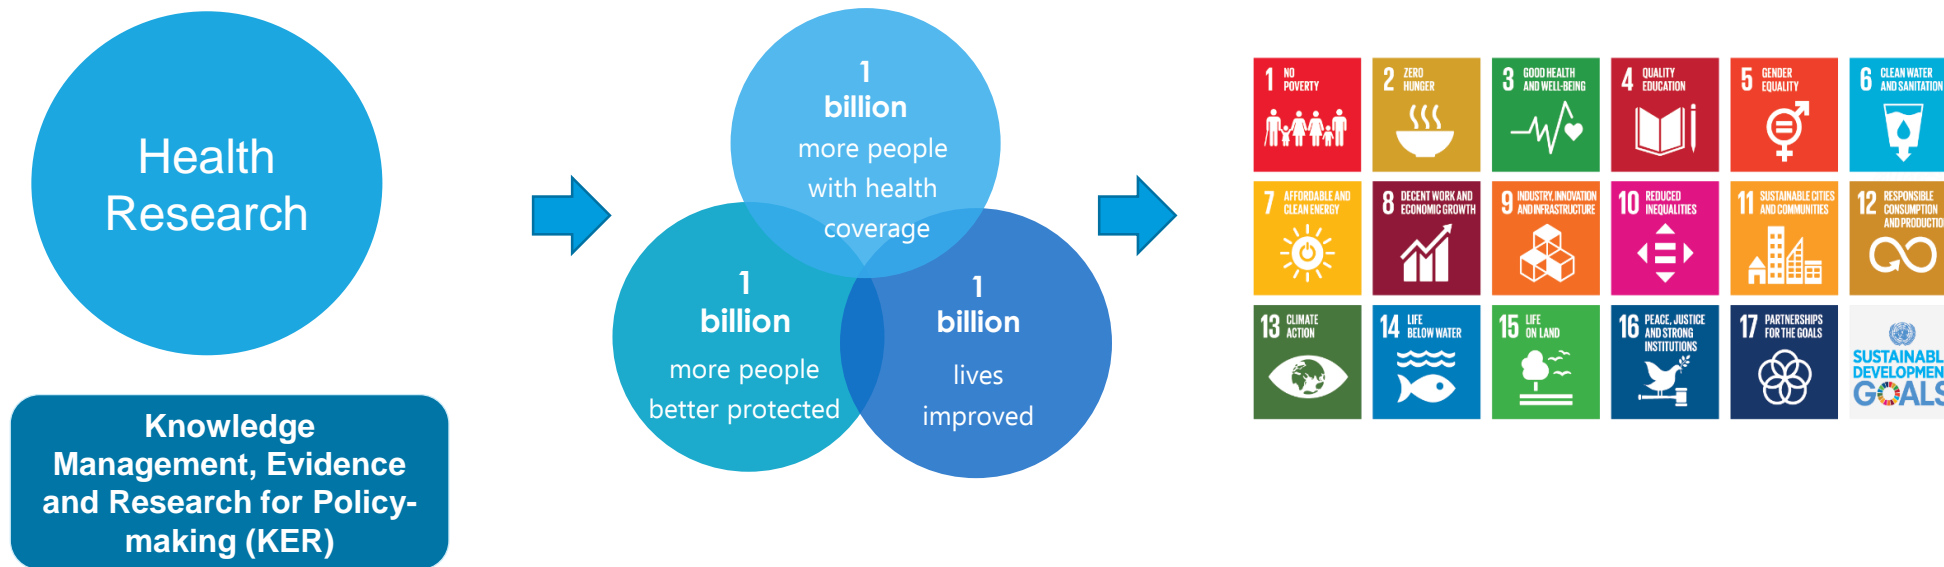 Health
Research
Knowledge
Management, Evidence
and Research for Policy-
making (KER)
1
billion
more people
with health
coverage
1
billion
more people
better protected
1
billion
lives
improved
1 NO
POVERTY
2 ZERO
HUNGER
3 GOOD HEALTH
AND WELL-BEING
4 QUALITY
EDUCATION
5 GENDER
EQUALITY
6 CLEAN WATER
AND SANITATION
7 AFFORDABLE AND
CLEAN ENERGY
8 DECENT WORK AND
ECONOMIC GROWTH
9 INDUSTRY, INNOVATION
AND INFRASTRUCTURE
10 REDUCED
INEQUALITIES
11 SUSTAINABLE CITIES
AND COMMUNITIES
12 RESPONSIBLE
CONSUMPTION
AND PRODUCTION
13 CLIMATE
ACTION
14 LIFE
BELOW WATER
15 LIFE
ON LAND
16 PEACE, JUSTICE
AND STRONG
INSTITUTIONS
17 PARTNERSHIPS
FOR THE GOALS
SUSTAINABL
DEVELOPMEN
GOALS